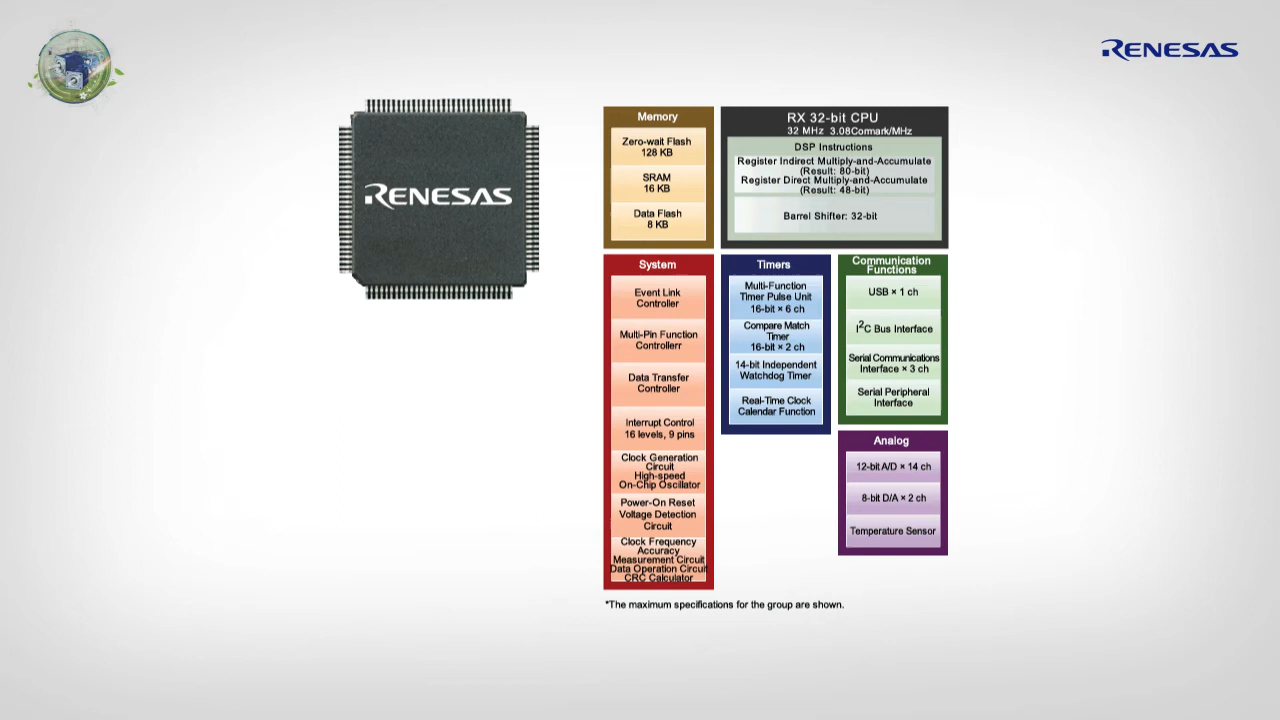 RENESAS
RENESAS
Memory
Zero-wait Flash
128 KB
SRAM
16 KB
Data Flash
8 KB
RX 32-bit CPU
32 MHz 3.08Cormark/MHz
DSP Instructions
Register Indirect Multiply-and-Accumulate
(Result: 80-bit)
Register Direct Multiply-and-Accumulate
(Result: 48-bit)
Barrel Shifter: 32-bit
System
Event Link
Controller
Multi-Pin Function
Controllerr
Data Transfer
Controller
Interrupt Control
16 levels, 9 pins
Clock Generation
Circuit
High-speed
On-Chip Oscillator
Power-On Reset
Voltage Detection
Circuit
Clock Frequency
Accuracy
Measurement Circuit
Data Operation Circuit
CRC Calculator
Timers
Multi-Function
Timer Pulse Unit
16-bit × 6 ch
Compare Match
Timer
16-bit × 2 ch
14-bit Independent
Watchdog Timer
Real-Time Clock
Calendar Function
Communication
Functions
USB × 1 ch
I²C Bus Interface
Serial Communications
Interface × 3 ch
Serial Peripheral
Interface
Analog
12-bit A/D × 14 ch
8-bit D/A × 2 ch
Temperature Sensor
*The maximum specifications for the group are shown.